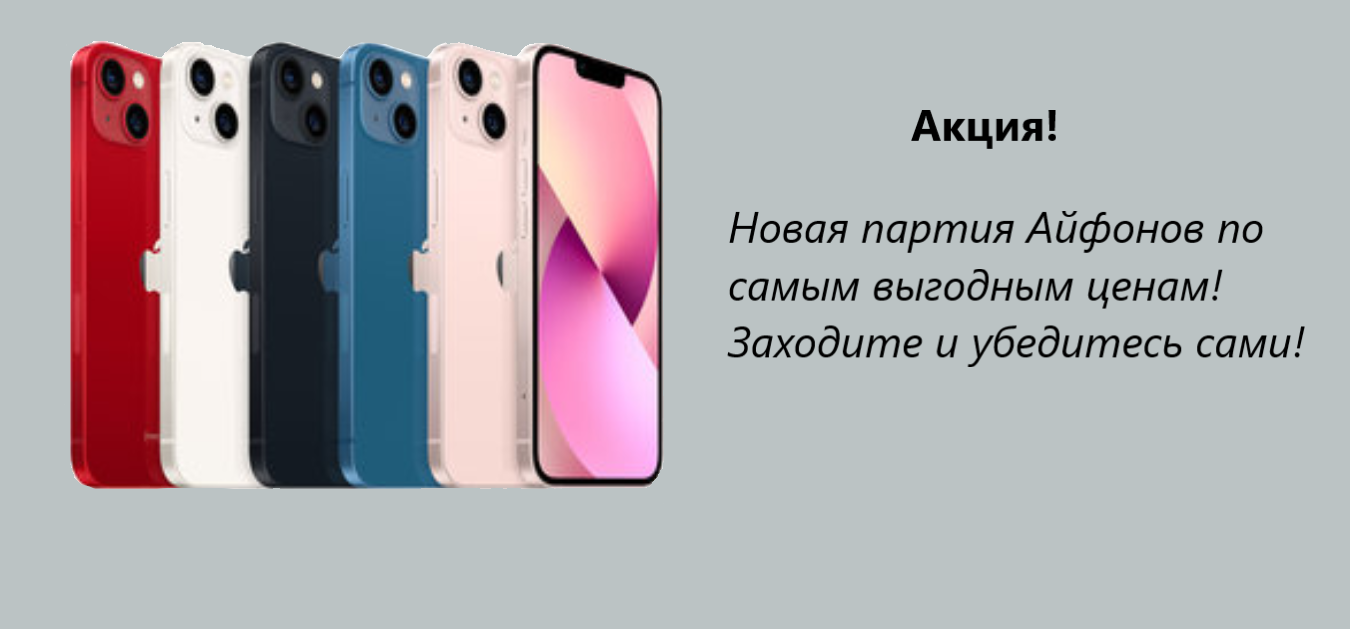 Акция!
Новая партия Айфонов по
самым выгодным ценам!
Заходите и убедитесь сами!